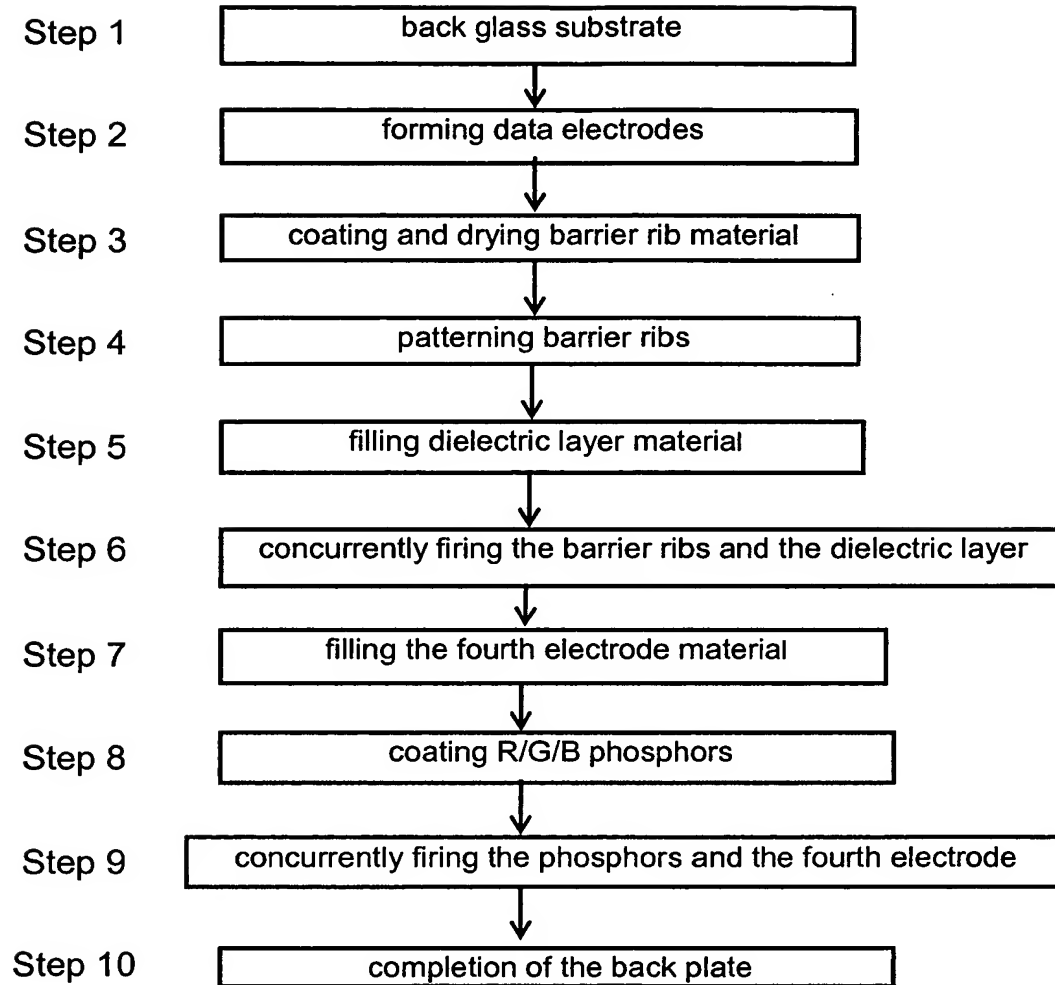 Step 1 back glass substrate
Step 2 forming data electrodes
Step 3 coating and drying barrier rib material
Step 4 patterning barrier ribs
Step 5 filling dielectric layer material
Step 6 concurrently firing the barrier ribs and the dielectric layer
Step 7 filling the fourth electrode material
Step 8 coating R/G/B phosphors
Step 9 concurrently firing the phosphors and the fourth electrode
Step 10 completion of the back plate